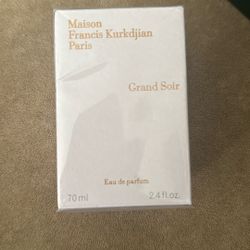 Maison
Francis Kurkdjian
Paris
Grand Soir
Eau de parfum
70 ml 2.4 fl.oz.